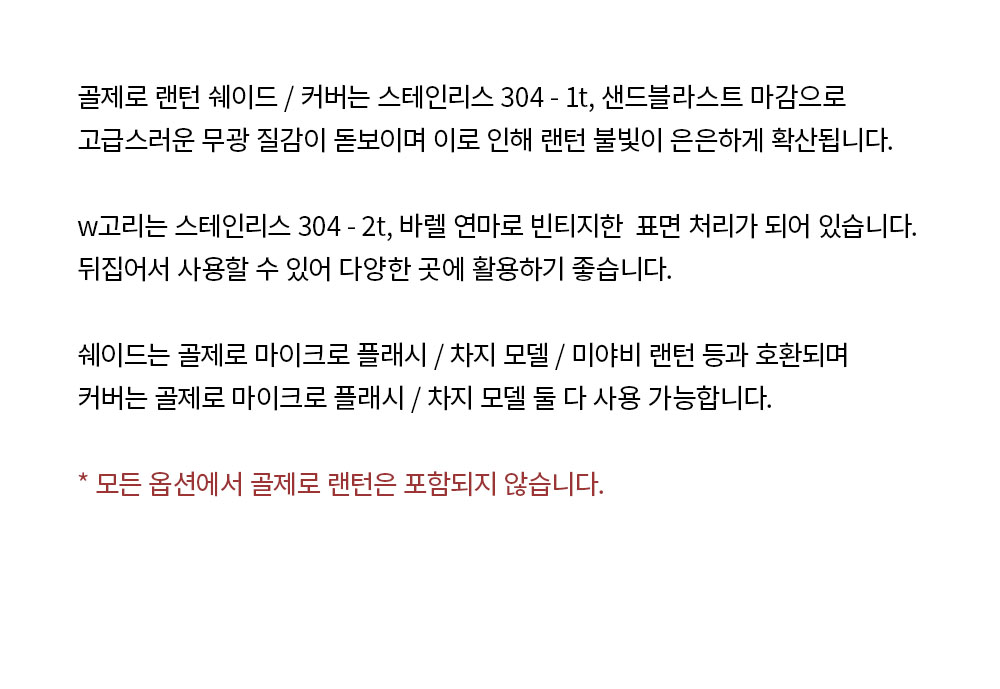 골제로 랜턴 쉐이드 / 커버는 스테인리스 304 - 1t, 샌드블라스트 마감으로
고급스러운 무광 질감이 돋보이며 이로 인해 랜턴 불빛이 은은하게 확산됩니다.
w고리는 스테인리스 304 - 2t, 바렐 연마로 빈티지한 표면 처리가 되어 있습니다.
뒤집어서 사용할 수 있어 다양한 곳에 활용하기 좋습니다.
쉐이드는 골제로 마이크로 플래시 / 차지 모델 / 미야비 랜턴 등과 호환되며
커버는 골제로 마이크로 플래시 / 차지 모델 둘 다 사용 가능합니다.
* 모든 옵션에서 골제로 랜턴은 포함되지 않습니다.